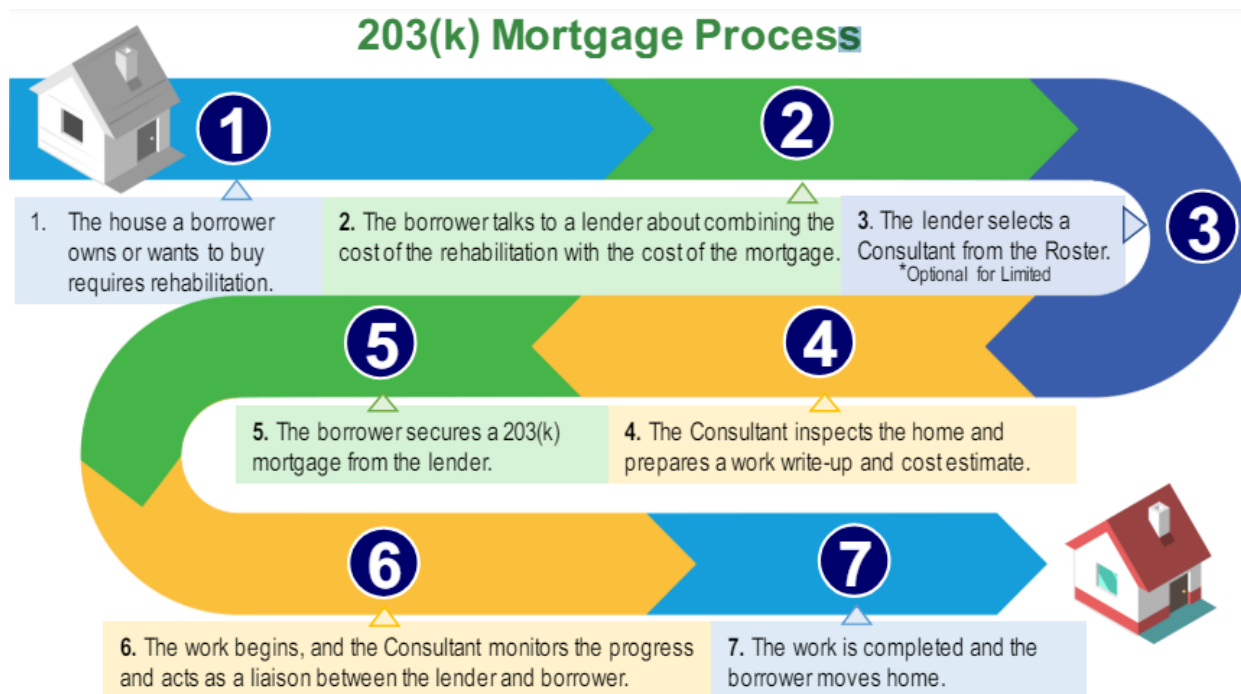 203(k) Mortgage Process
1
2
3
1. The house a borrower
owns or wants to buy
requires rehabilitation.
2. The borrower talks to a lender about combining the
cost of the rehabilitation with the cost of the mortgage.
3. The lender selects a
Consultant from the Roster.
*Optional for Limited
4
4. The Consultant inspects the home and
prepares a work write-up and cost estimate.
5
5. The borrower secures a 203(k)
mortgage from the lender.
6
6. The work begins, and the Consultant monitors the progress
and acts as a liaison between the lender and borrower.
7
7. The work is completed and the
borrower moves home.